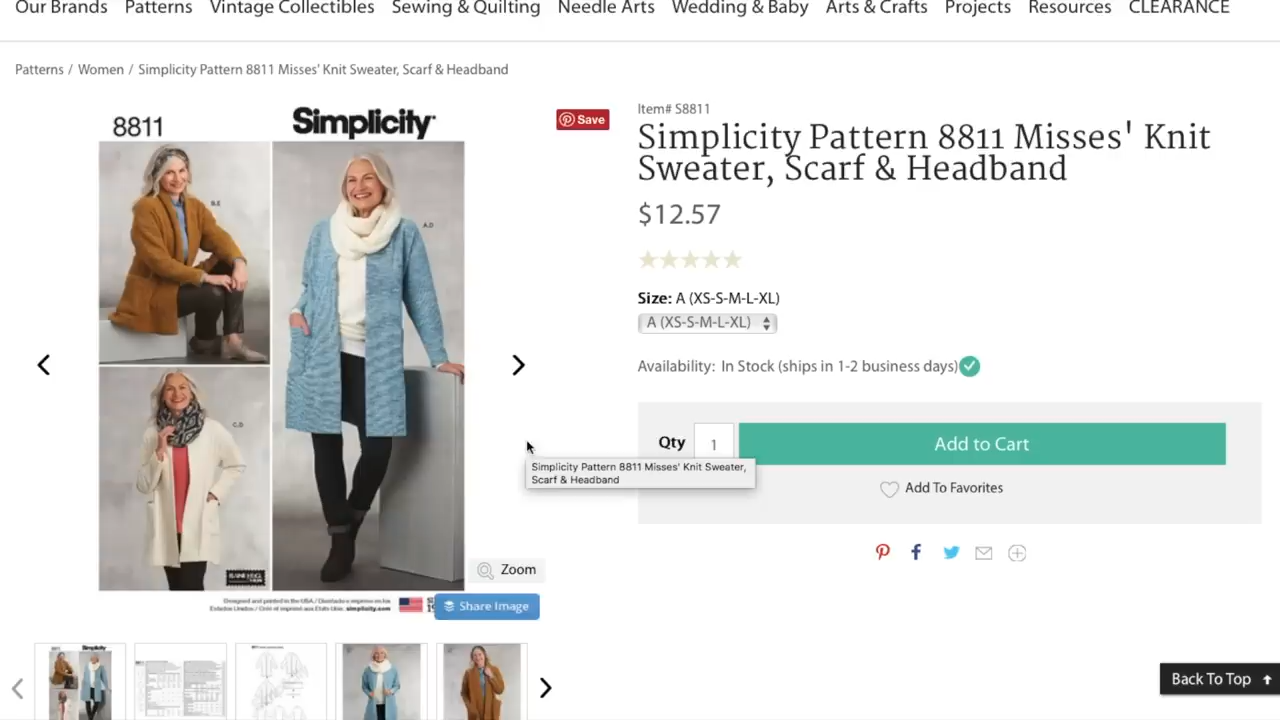 Our Brands Patterns Vintage Collectibles Sewing & Quilting Needle Arts Wedding & Baby Arts & Crafts Projects Resources CLEARANCE
Patterns / Women / Simplicity Pattern 8811 Misses' Knit Sweater, Scarf & Headband
8811
Simplicity
B,E
A,D
C,D
simplicity.com
Save
Zoom
Share Image
Item# S8811
Simplicity Pattern 8811 Misses' Knit
Sweater, Scarf & Headband
$12.57
Size: A (XS-S-M-L-XL)
A (XS-S-M-L-XL)
Availability: In Stock (ships in 1-2 business days)
Qty 1 Add to Cart
Simplicity Pattern 8811 Misses' Knit Sweater,
Scarf & Headband
Add To Favorites
Simplicity
Back To Top